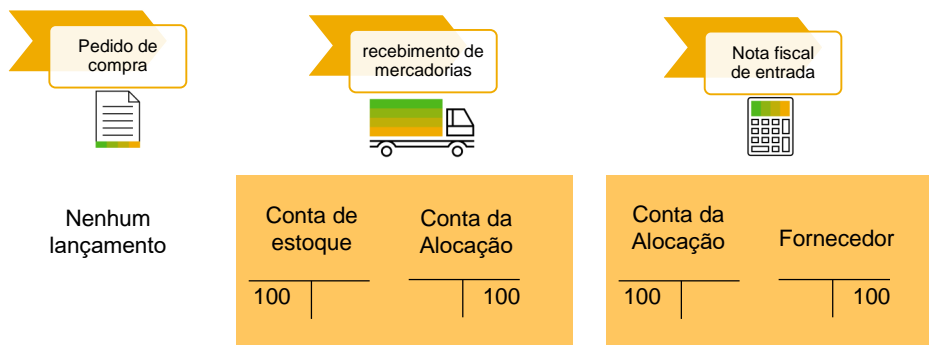 Pedido de
compra
recebimento de
mercadorias
Nota fiscal
de entrada
Nenhum
lançamento
Conta de
estoque
Conta da
Alocação
100
100
Conta da
Alocação
Fornecedor
100
100